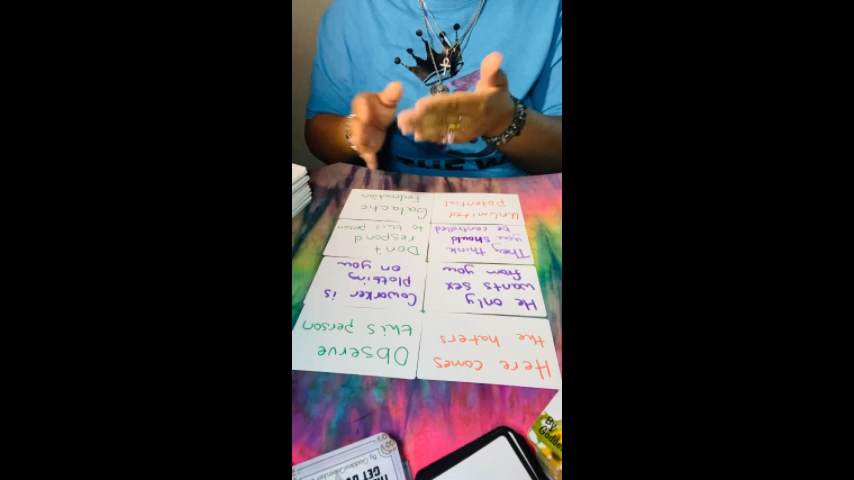 Here comes
the haters
Observe
this person
He only
wants sex
from you
Coworker is
Plotting
on you
They think
you should
be controlled
Don't
respond
to this person
Unlimited
potential
Galactic
Federation
By